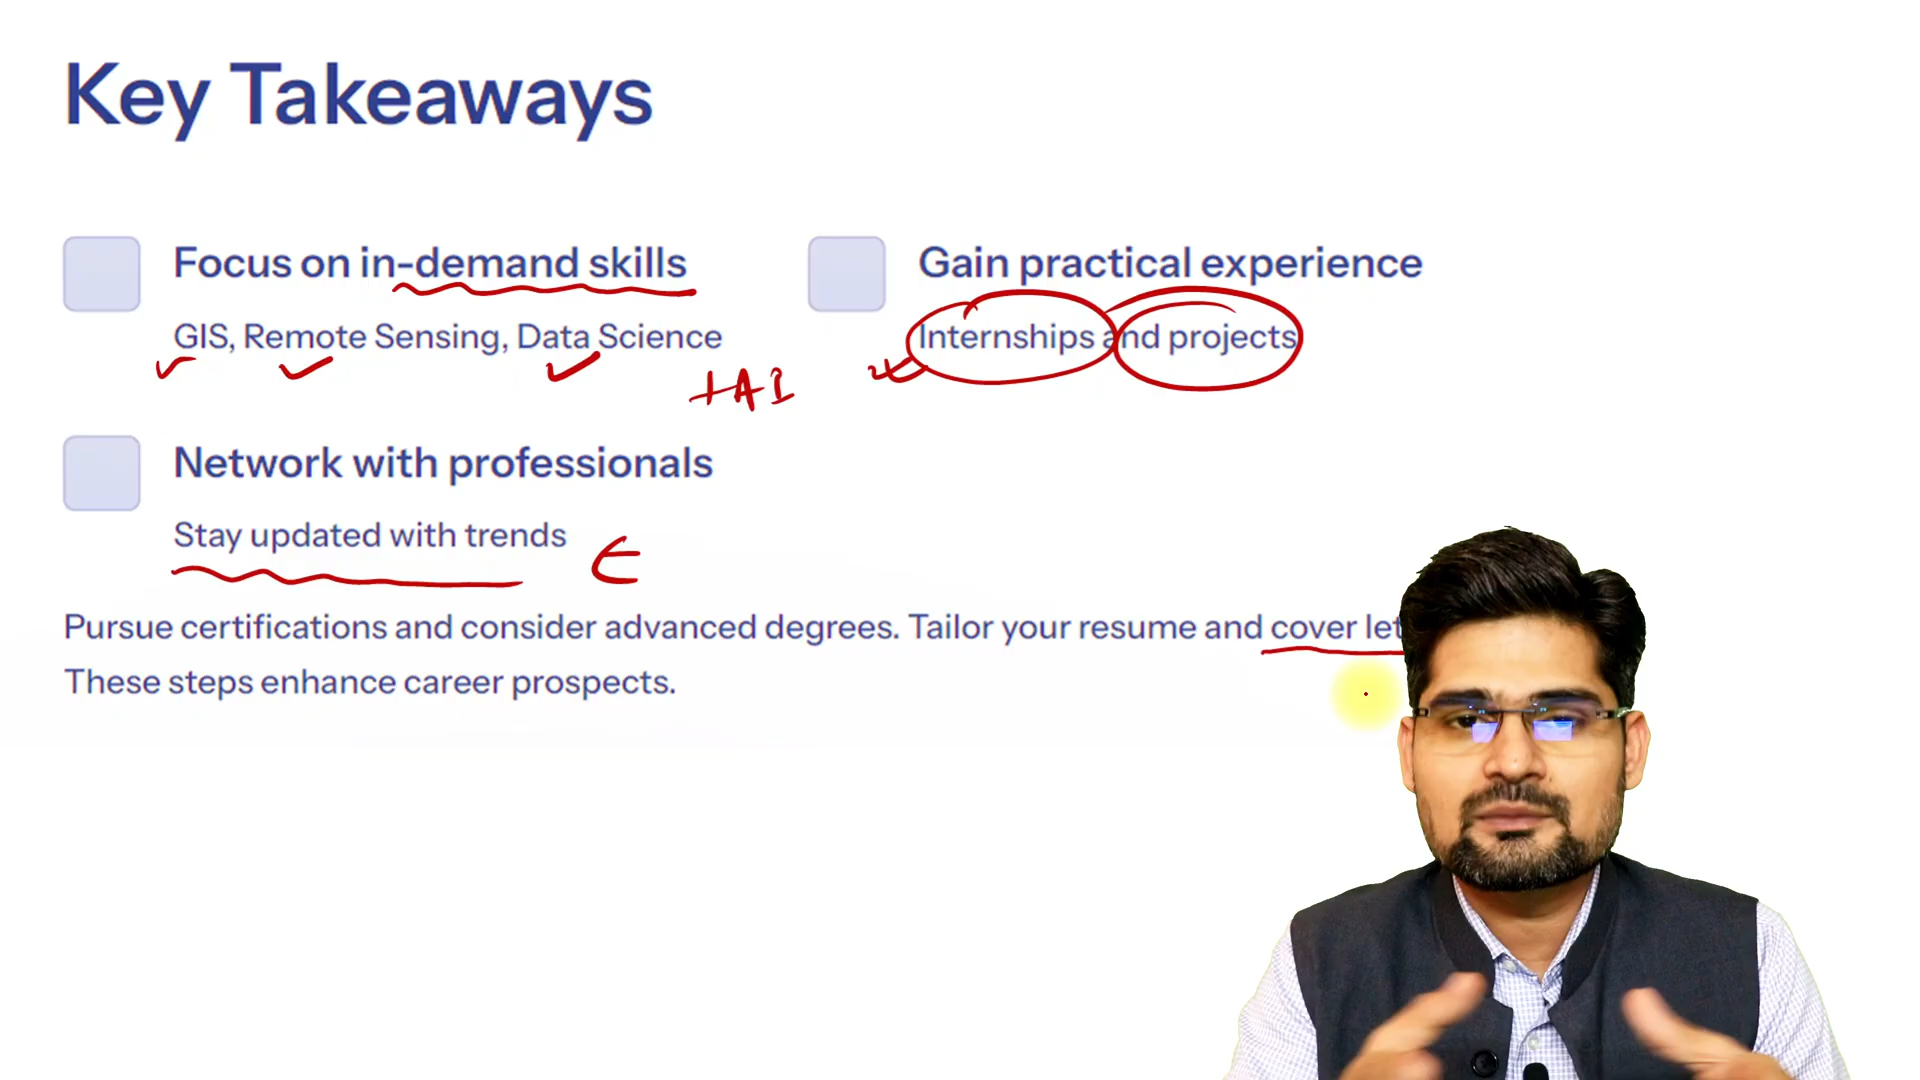 Key Takeaways
Focus on in-demand skills
GIS, Remote Sensing, Data Science
+AI
Gain practical experience
Internships and projects
Network with professionals
Stay updated with trends
Pursue certifications and consider advanced degrees. Tailor your resume and cover let
These steps enhance career prospects.